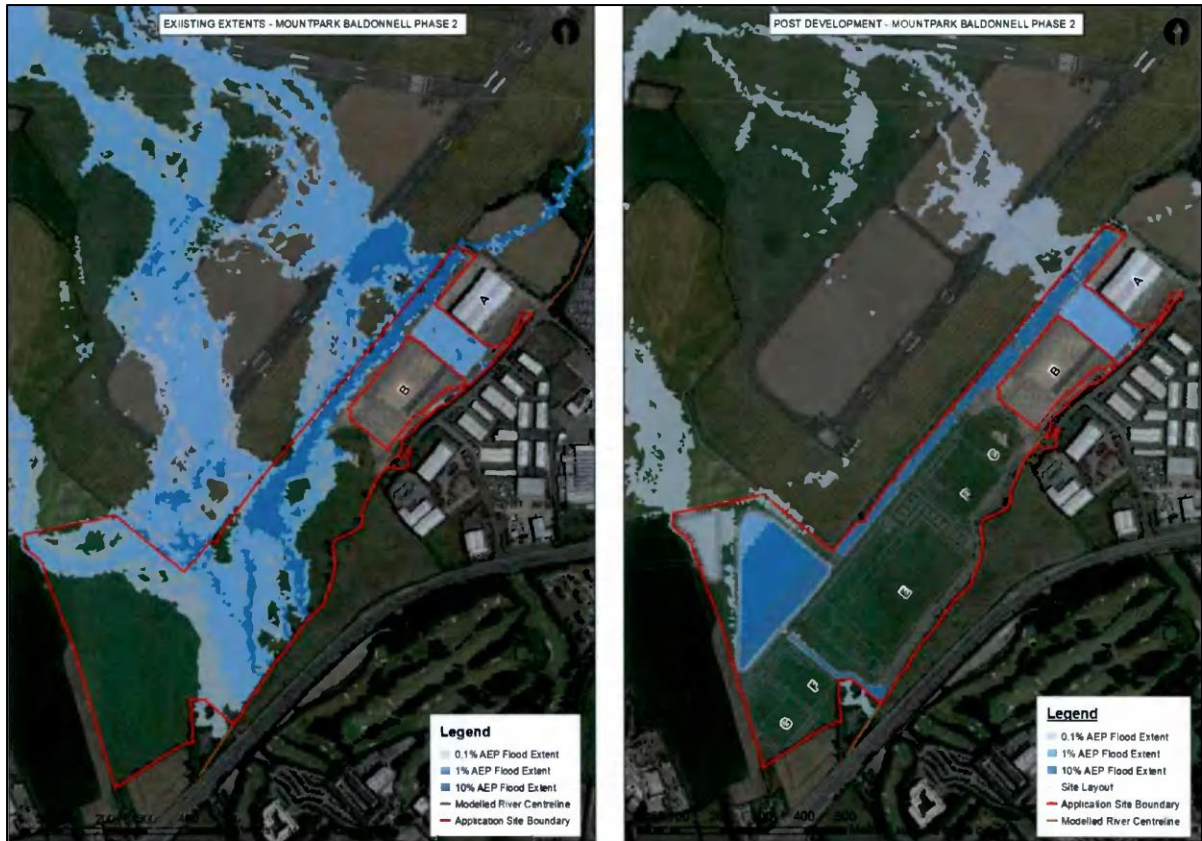 EXIISTING EXTENTS - MOUNTPARK BALDONNELL PHASE 2
A
B
Legend
0.1% AEP Flood Extent
1% AEP Flood Extent
10% AEP Flood Extent
Modelled River Centreline
Application Site Boundary
POST DEVELOPMENT - MOUNTPARK BALDONNELL PHASE 2
A
B
E
F
G
Legend
0.1% AEP Flood Extent
1% AEP Flood Extent
10% AEP Flood Extent
Site Layout
Application Site Boundary
Modelled River Centreline